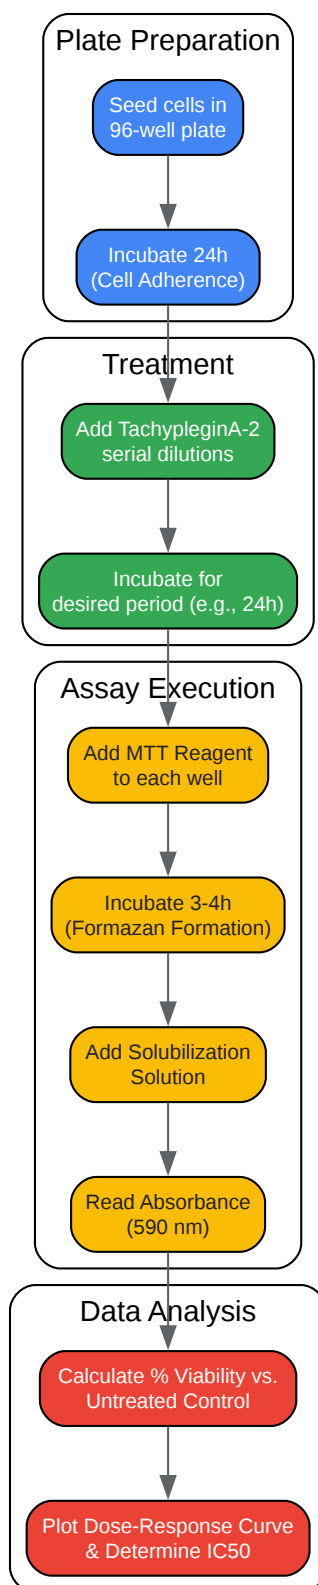 Plate Preparation
Seed cells in
96-well plate
Incubate 24h
(Cell Adherence)
Treatment
Add TachypleginA-2
serial dilutions
Incubate for
desired period (e.g., 24h)
Assay Execution
Add MTT Reagent
to each well
Incubate 3-4h
(Formazan Formation)
Add Solubilization
Solution
Read Absorbance
(590 nm)
Data Analysis
Calculate % Viability vs.
Untreated Control
Plot Dose-Response Curve
& Determine IC50